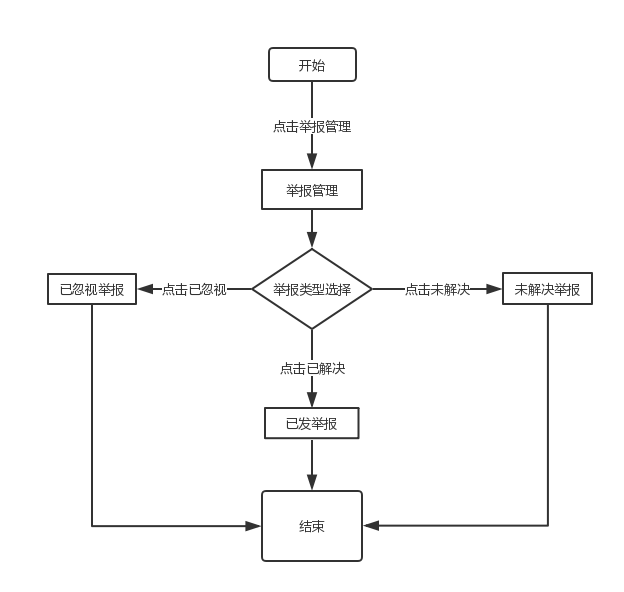 开始
点击举报管理
举报管理
已忽视举报
点击已忽视
举报类型选择
点击未解决
未解决举报
点击已解决
已发举报
结束